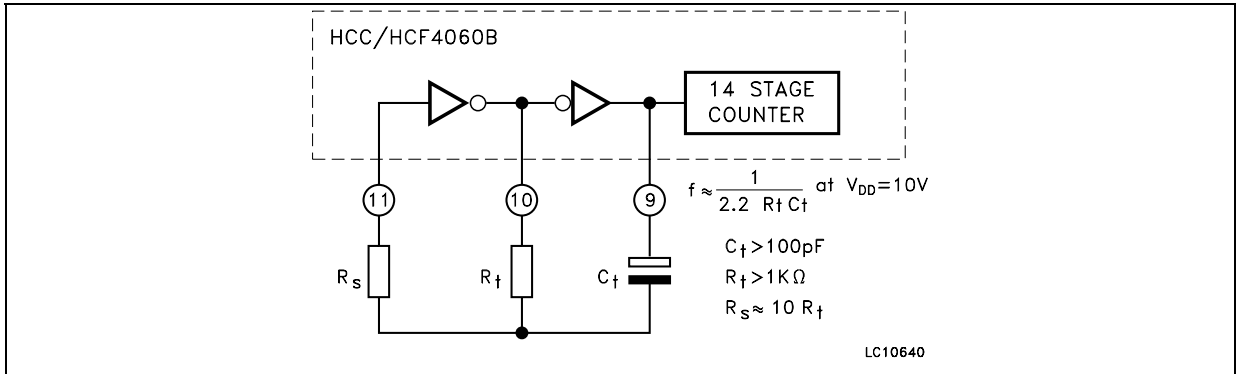 HCC/HCF4060B
14 STAGE
COUNTER
11
10
9
f ≈ 1 / 2.2 Rt Ct at VDD=10V
Rs
Rt
Ct
Ct>100pF
Rt>1KΩ
Rs≈ 10 Rt
LC10640